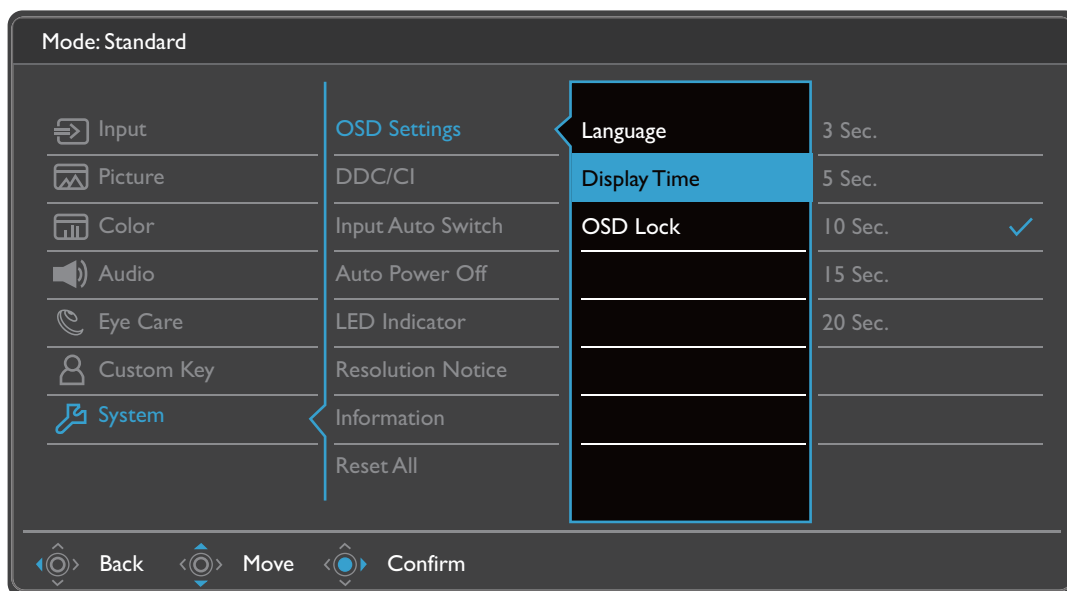 Mode: Standard
Input
Picture
Color
Audio
Eye Care
Custom Key
System
OSD Settings
DDC/CI
Input Auto Switch
Auto Power Off
LED Indicator
Resolution Notice
Information
Reset All
Language
Display Time
OSD Lock
3 Sec.
5 Sec.
10 Sec.
15 Sec.
20 Sec.
Back Move Confirm